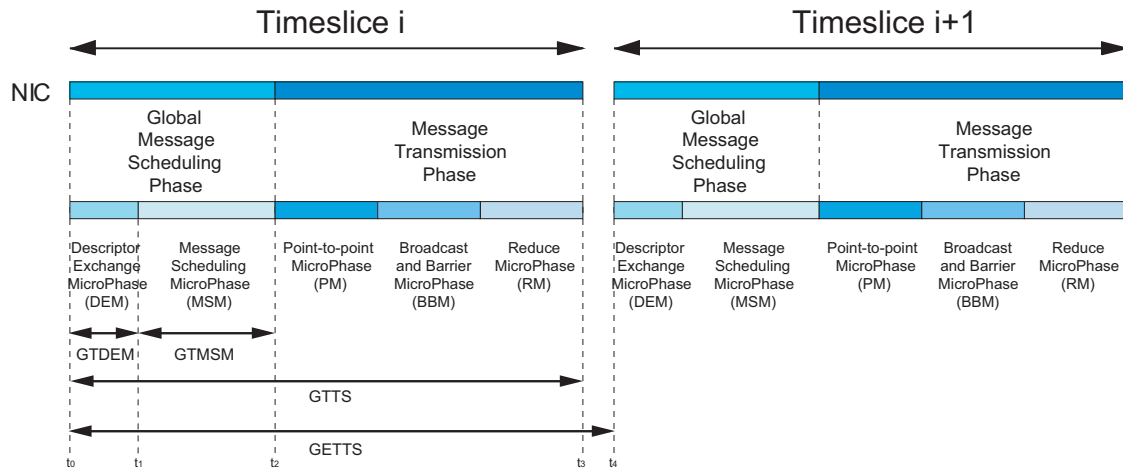 Timeslice i
Timeslice i+1
NIC
Global
Message
Scheduling
Phase
Message
Transmission
Phase
Global
Message
Scheduling
Phase
Message
Transmission
Phase
Descriptor
Exchange
MicroPhase
(DEM)
Message
Scheduling
MicroPhase
(MSM)
Point-to-point
MicroPhase
(PM)
Broadcast
and Barrier
MicroPhase
(BBM)
Reduce
MicroPhase
(RM)
Descriptor
Exchange
MicroPhase
(DEM)
Message
Scheduling
MicroPhase
(MSM)
Point-to-point
MicroPhase
(PM)
Broadcast
and Barrier
MicroPhase
(BBM)
Reduce
MicroPhase
(RM)
GTDEM
GTMSM
GTTS
GETTS
t0
t1
t2
t3
t4